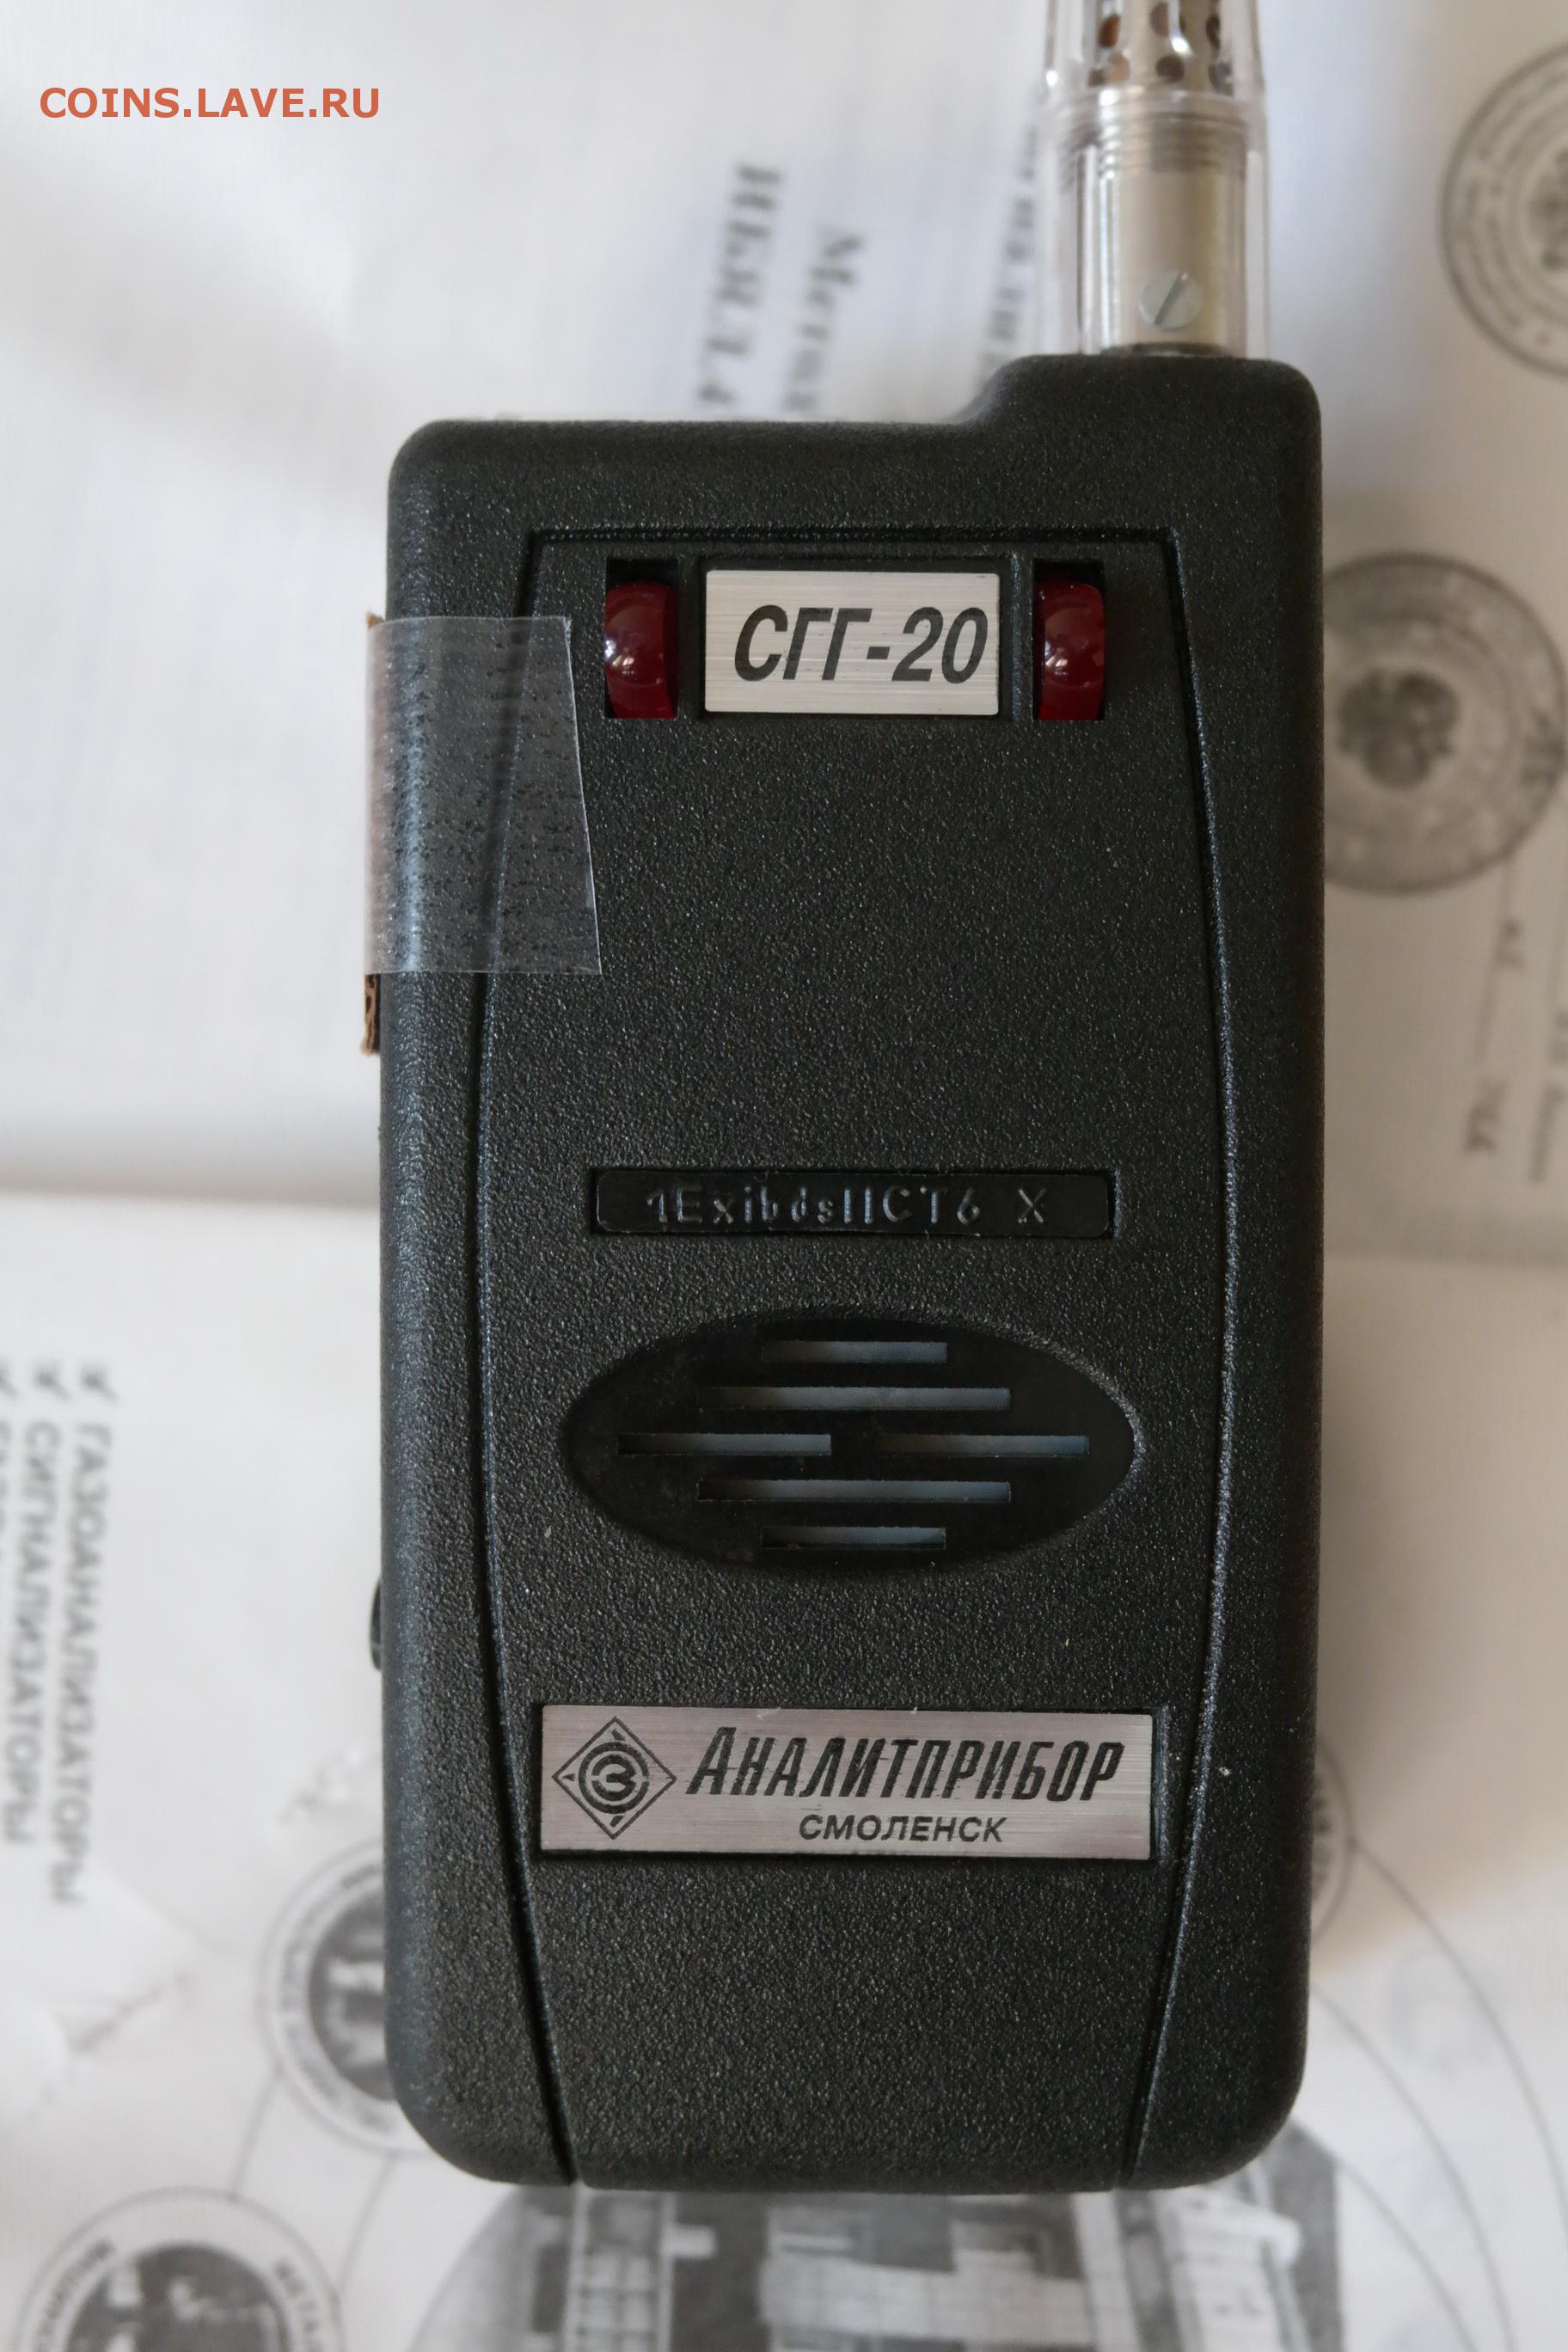 COINS.LAVE.RU
СГГ-20
1ExibdsIICT6 X
АНАЛИТПРИБОР
СМОЛЕНСК
ГАЗОАНАЛИЗАТОРЫ
СИГНАЛИЗАТОРЫ